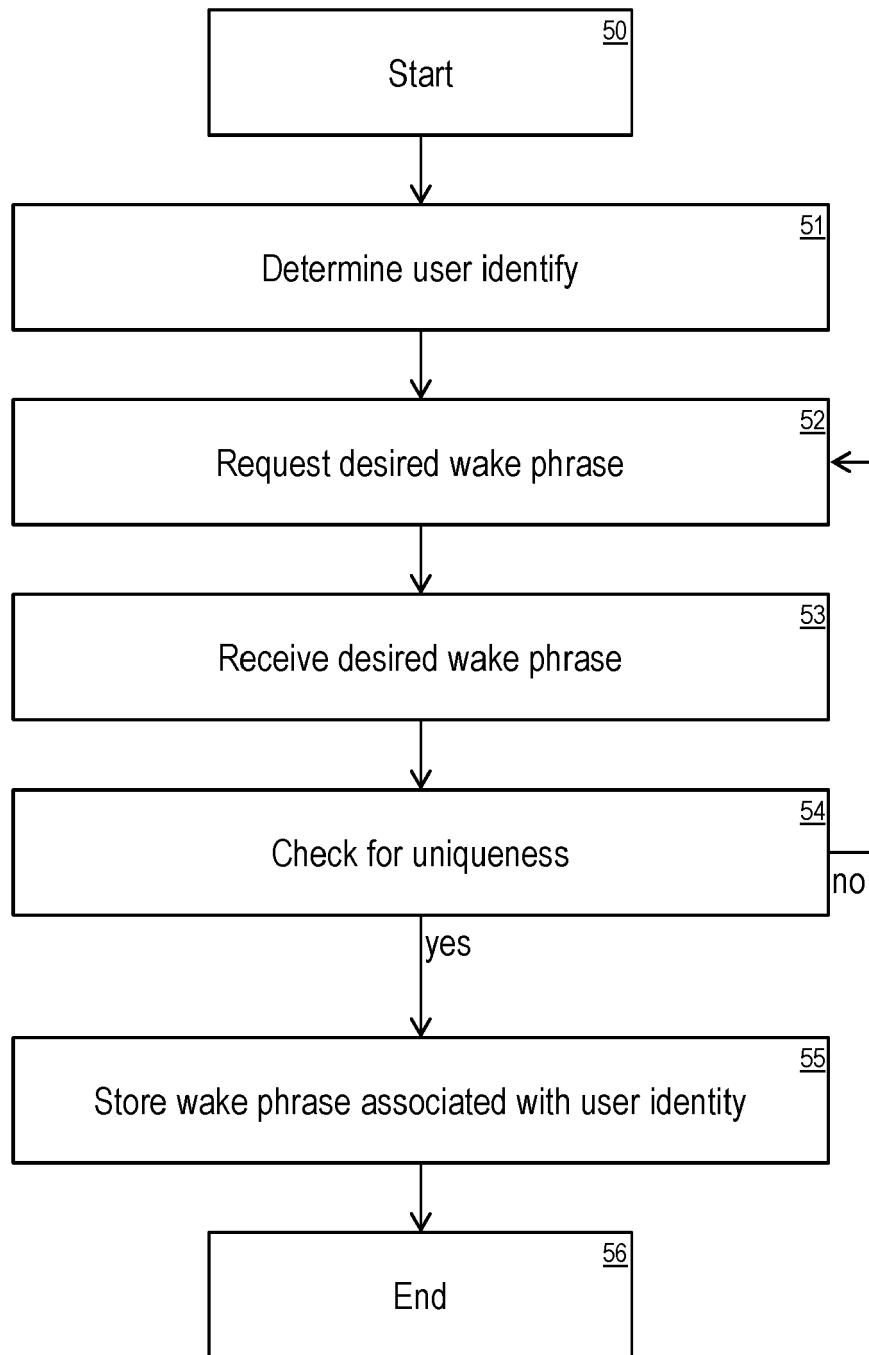 50
Start
51
Determine user identify
52
Request desired wake phrase
53
Receive desired wake phrase
54
Check for uniqueness
no
yes
55
Store wake phrase associated with user identity
56
End